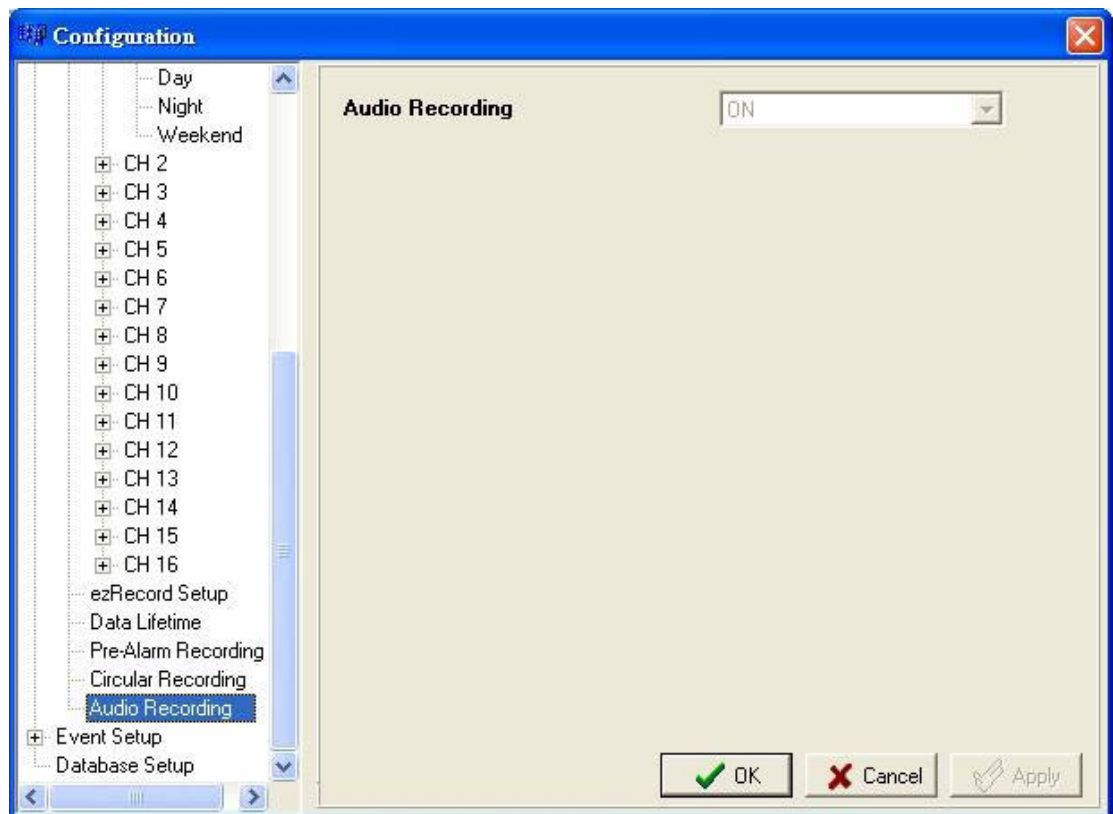 Configuration
Day
Night
Weekend
CH 2
CH 3
CH 4
CH 5
CH 6
CH 7
CH 8
CH 9
CH 10
CH 11
CH 12
CH 13
CH 14
CH 15
CH 16
ezRecord Setup
Data Lifetime
Pre-Alarm Recording
Circular Recording
Audio Recording
Event Setup
Database Setup
Audio Recording ON
OK Cancel Apply